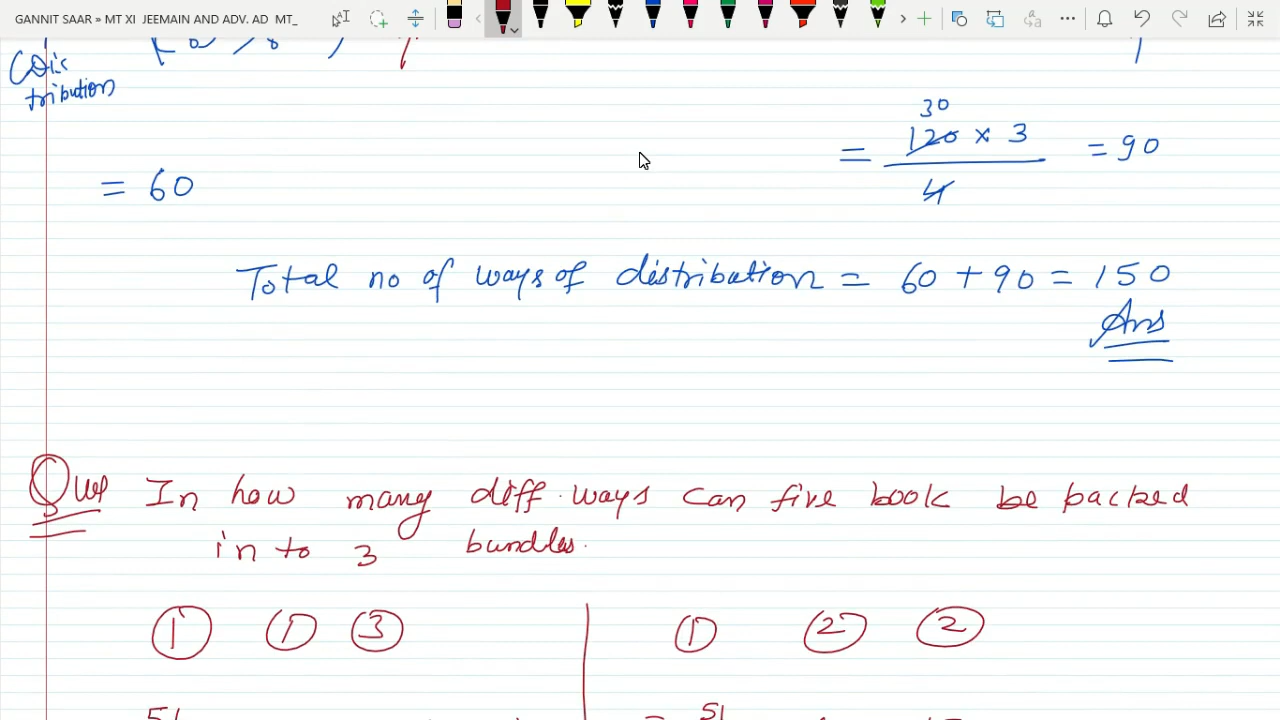 GANNIT SAAR » MT XI JEEMAIN AND ADV. AD MT_
tribution
30
= 120 × 3 = 90
4
= 60
Total no of ways of distribution = 60 + 90 = 150
Ans
Que In how many diff. ways can five book be packed
in to 3 bundles.
1 1 3 1 2 2
5! = 5!